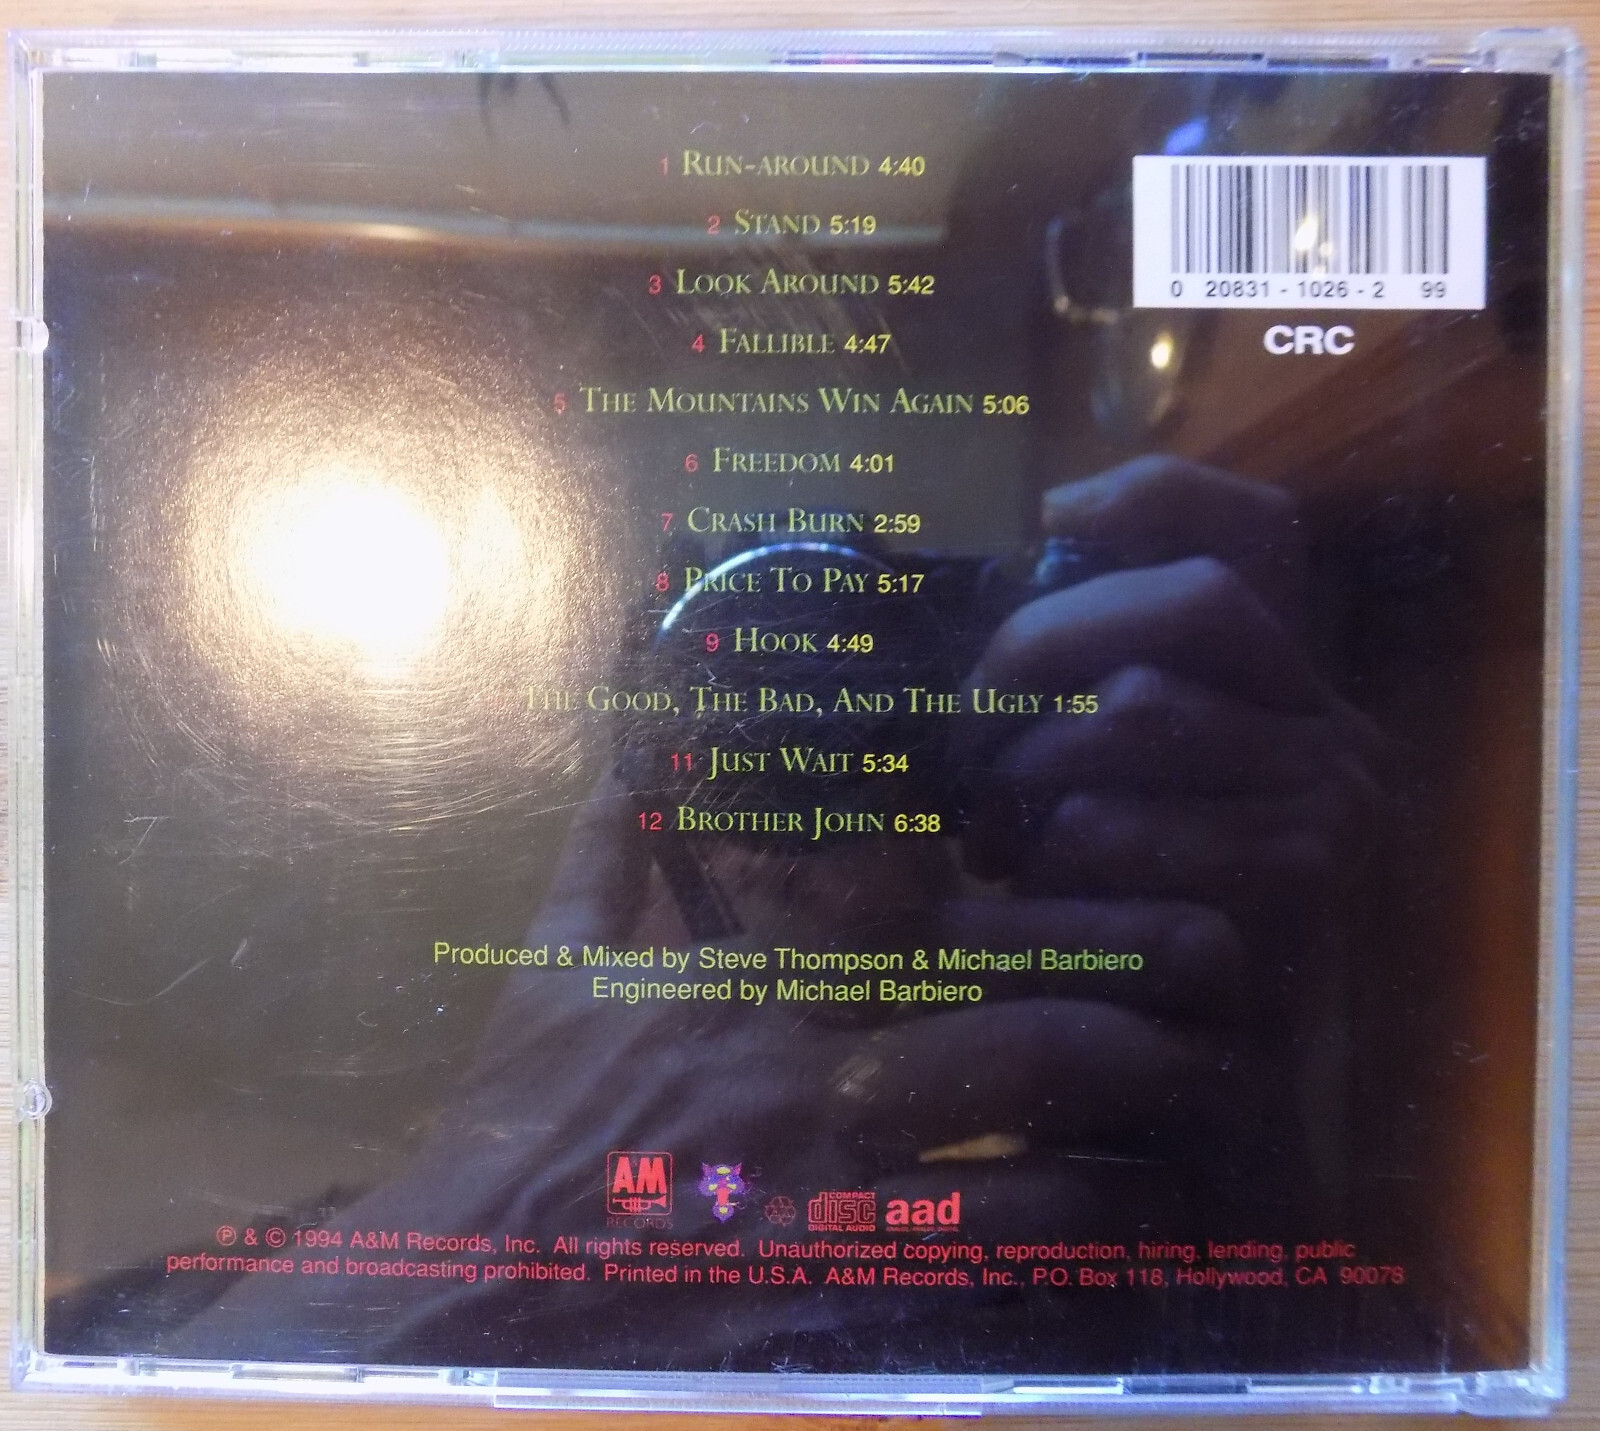 1 Run-around 4:40
2 Stand 5:19
3 Look Around 5:42
4 Fallible 4:47
5 The Mountains Win Again 5:06
6 Freedom 4:01
7 Crash Burn 2:59
8 Price To Pay 5:17
9 Hook 4:49
The Good, The Bad, And The Ugly 1:55
11 Just Wait 5:34
12 Brother John 6:38
0 20831 - 1026 - 2 99
CRC
Produced & Mixed by Steve Thompson & Michael Barbiero
Engineered by Michael Barbiero
AM
RECORDS
COMPACT
disc
DIGITAL AUDIO
aad
℗ & © 1994 A&M Records, Inc. All rights reserved. Unauthorized copying, reproduction, hiring, lending, public
performance and broadcasting prohibited. Printed in the U.S.A. A&M Records, Inc., P.O. Box 118, Hollywood, CA 90078